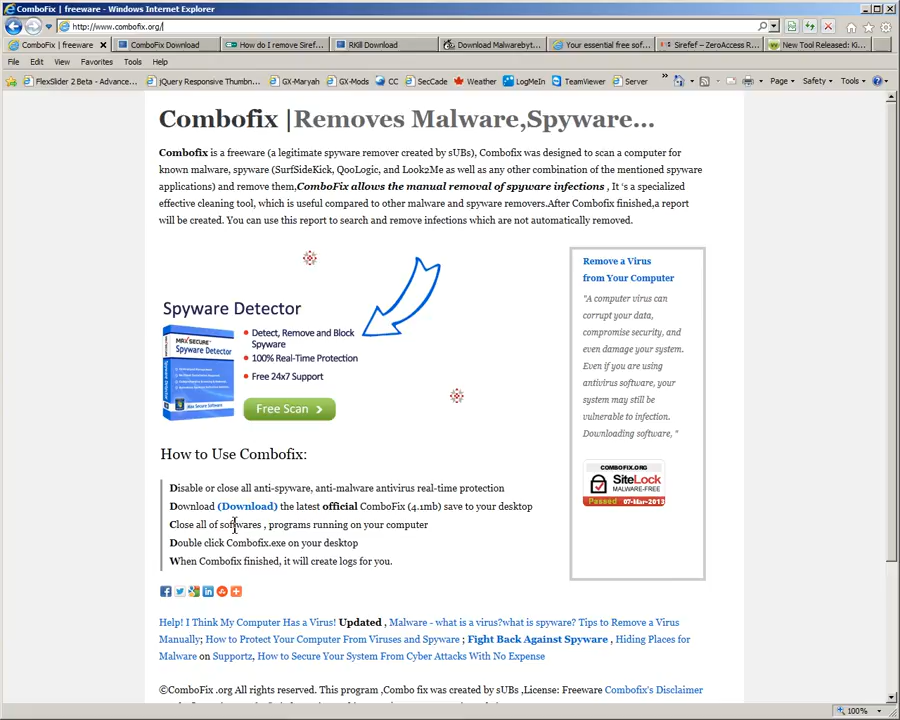 ComboFix | freeware - Windows Internet Explorer
http://www.combofix.org/
ComboFix | freeware
ComboFix Download
How do I remove Siref...
RKill Download
Download Malwarebyt...
Your essential free sof...
Sirefef – ZeroAccess R...
New Tool Released: Ki...
File Edit View Favorites Tools Help
FlexSlider 2 Beta - Advance...
jQuery Responsive Thumbn...
GX-Maryah
GX-Mods
CC
SecCade
Weather
LogMeIn
TeamViewer
Server
Page
Safety
Tools
Combofix |Removes Malware,Spyware...
Combofix is a freeware (a legitimate spyware remover created by sUBs), Combofix was designed to scan a computer for
known malware, spyware (SurfSideKick, QooLogic, and Look2Me as well as any other combination of the mentioned spyware
applications) and remove them,ComboFix allows the manual removal of spyware infections , It 's a specialized
effective cleaning tool, which is useful compared to other malware and spyware removers.After Combofix finished,a report
will be created. You can use this report to search and remove infections which are not automatically removed.
Spyware Detector
MAX SECURE
Spyware Detector
Detect, Remove and Block
Spyware
100% Real-Time Protection
Free 24x7 Support
Free Scan
Remove a Virus
from Your Computer
"A computer virus can
corrupt your data,
compromise security, and
even damage your system.
Even if you are using
antivirus software, your
system may still be
vulnerable to infection.
Downloading software, "
COMBOFIX.ORG
SiteLock
MALWARE-FREE
Passed 07-Mar-2013
How to Use Combofix:
Disable or close all anti-spyware, anti-malware antivirus real-time protection
Download (Download) the latest official ComboFix (4.1mb) save to your desktop
Close all of softwares , programs running on your computer
Double click Combofix.exe on your desktop
When Combofix finished, it will create logs for you.
Help! I Think My Computer Has a Virus! Updated , Malware - what is a virus?what is spyware? Tips to Remove a Virus
Manually; How to Protect Your Computer From Viruses and Spyware ; Fight Back Against Spyware , Hiding Places for
Malware on Supportz, How to Secure Your System From Cyber Attacks With No Expense
©ComboFix .org All rights reserved. This program ,Combo fix was created by sUBs ,License: Freeware Combofix's Disclaimer
100%